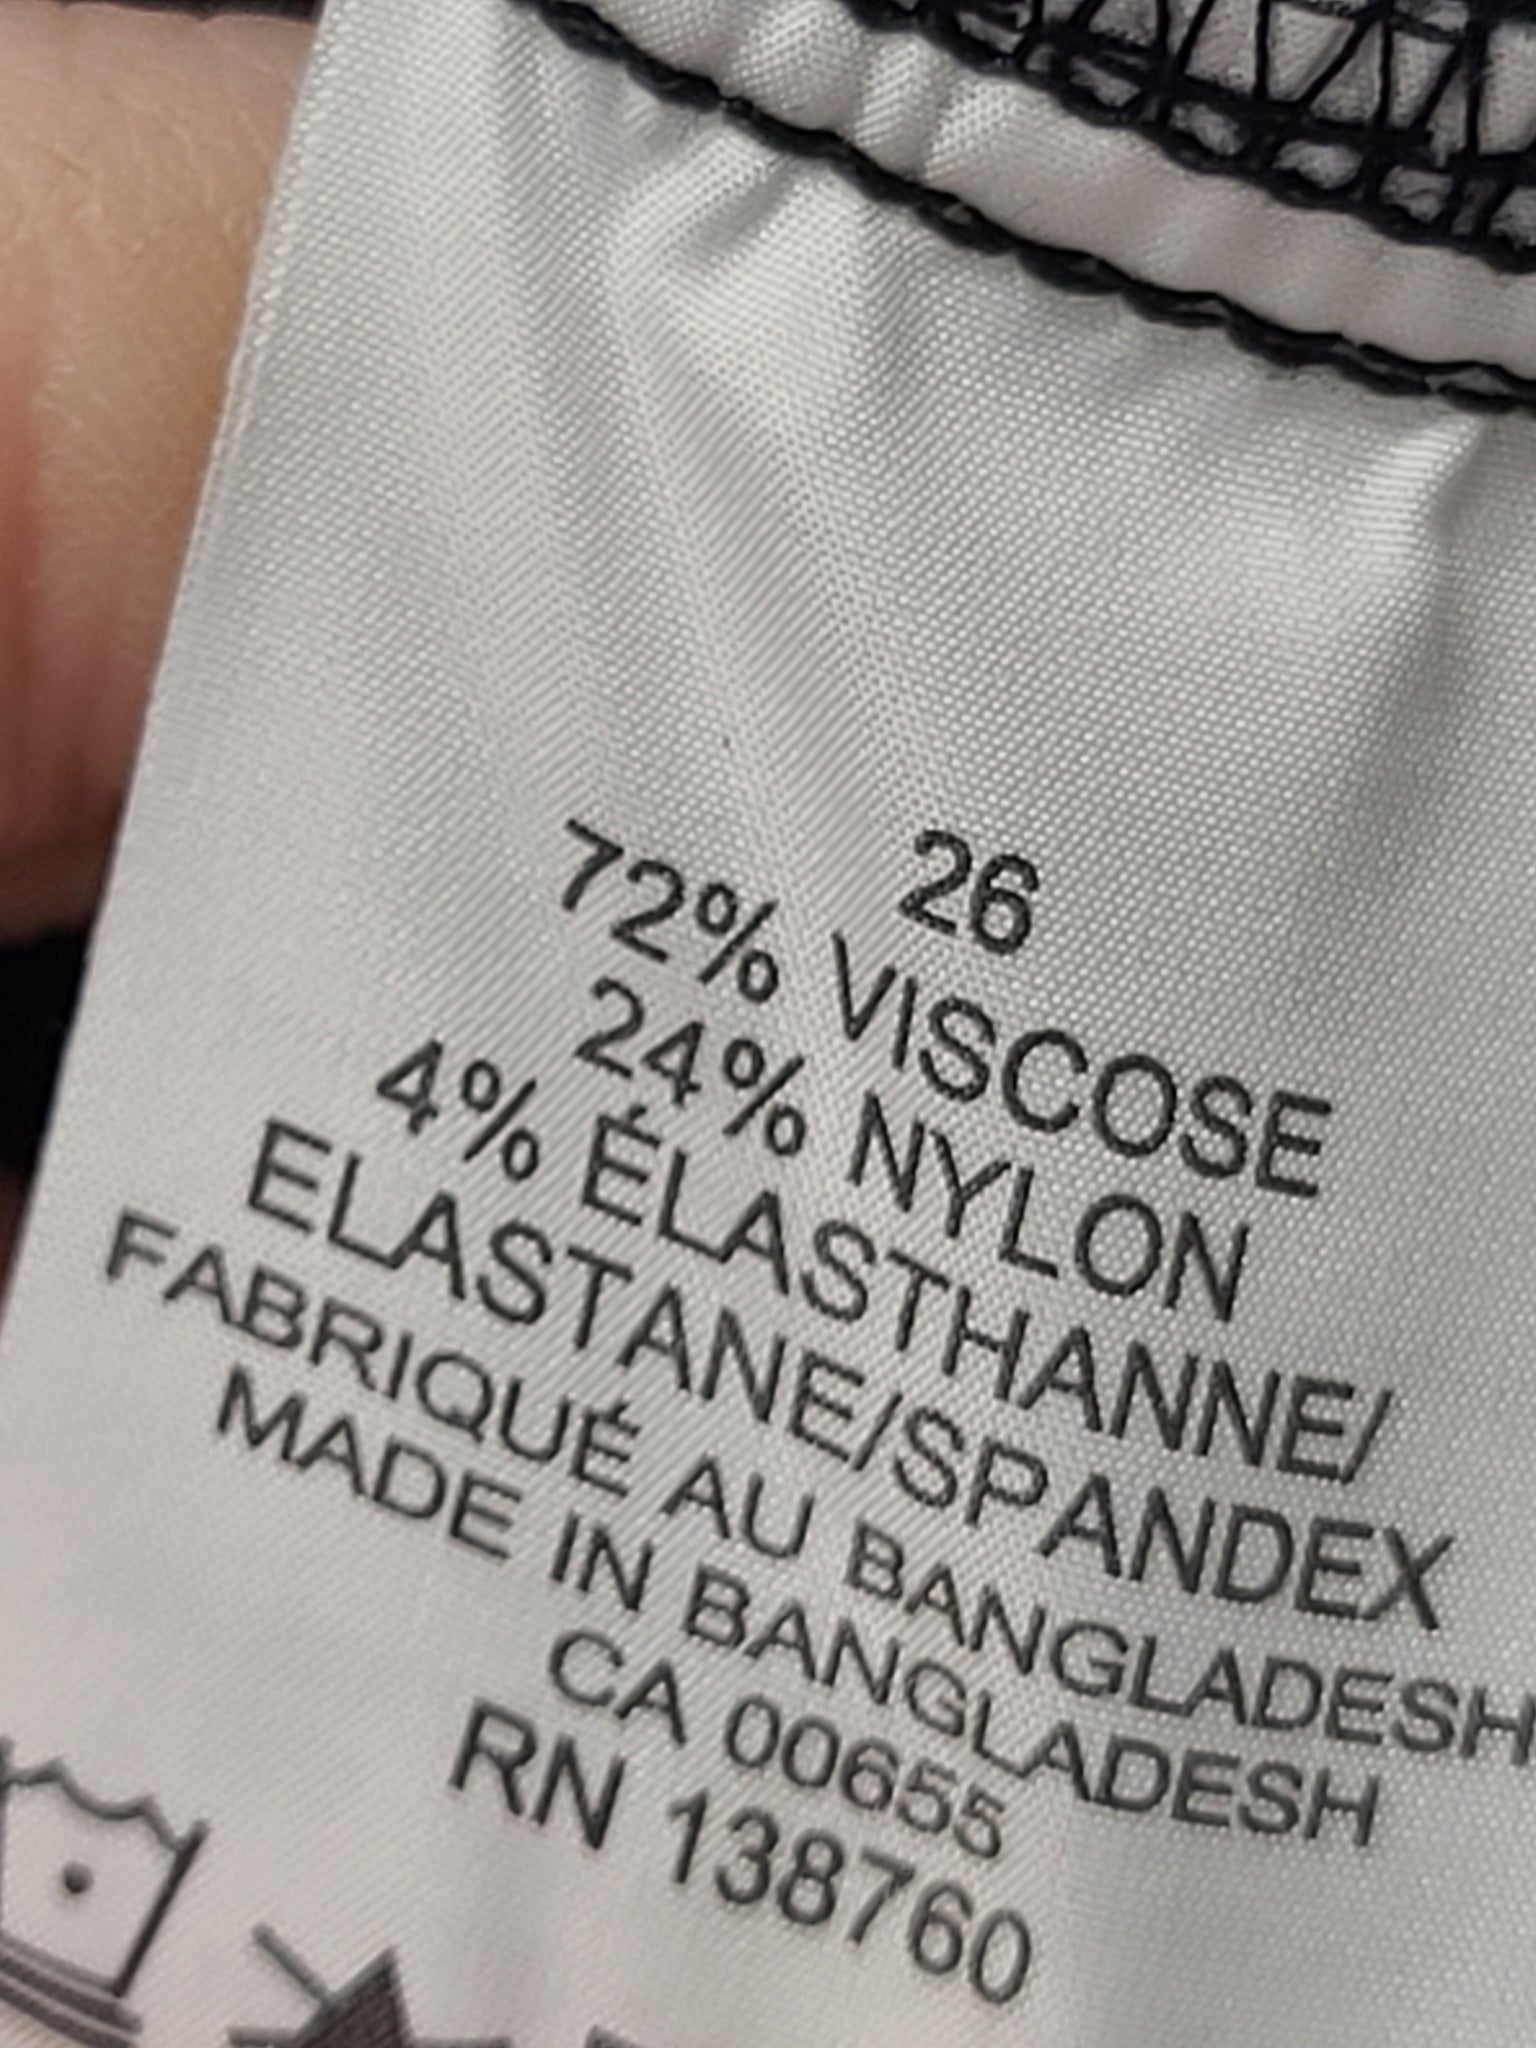 26
72% VISCOSE
24% NYLON
4% ÉLASTHANNE/
ELASTANE/SPANDEX
FABRIQUÉ AU BANGLADESH
MADE IN BANGLADESH
CA 00655
RN 138760